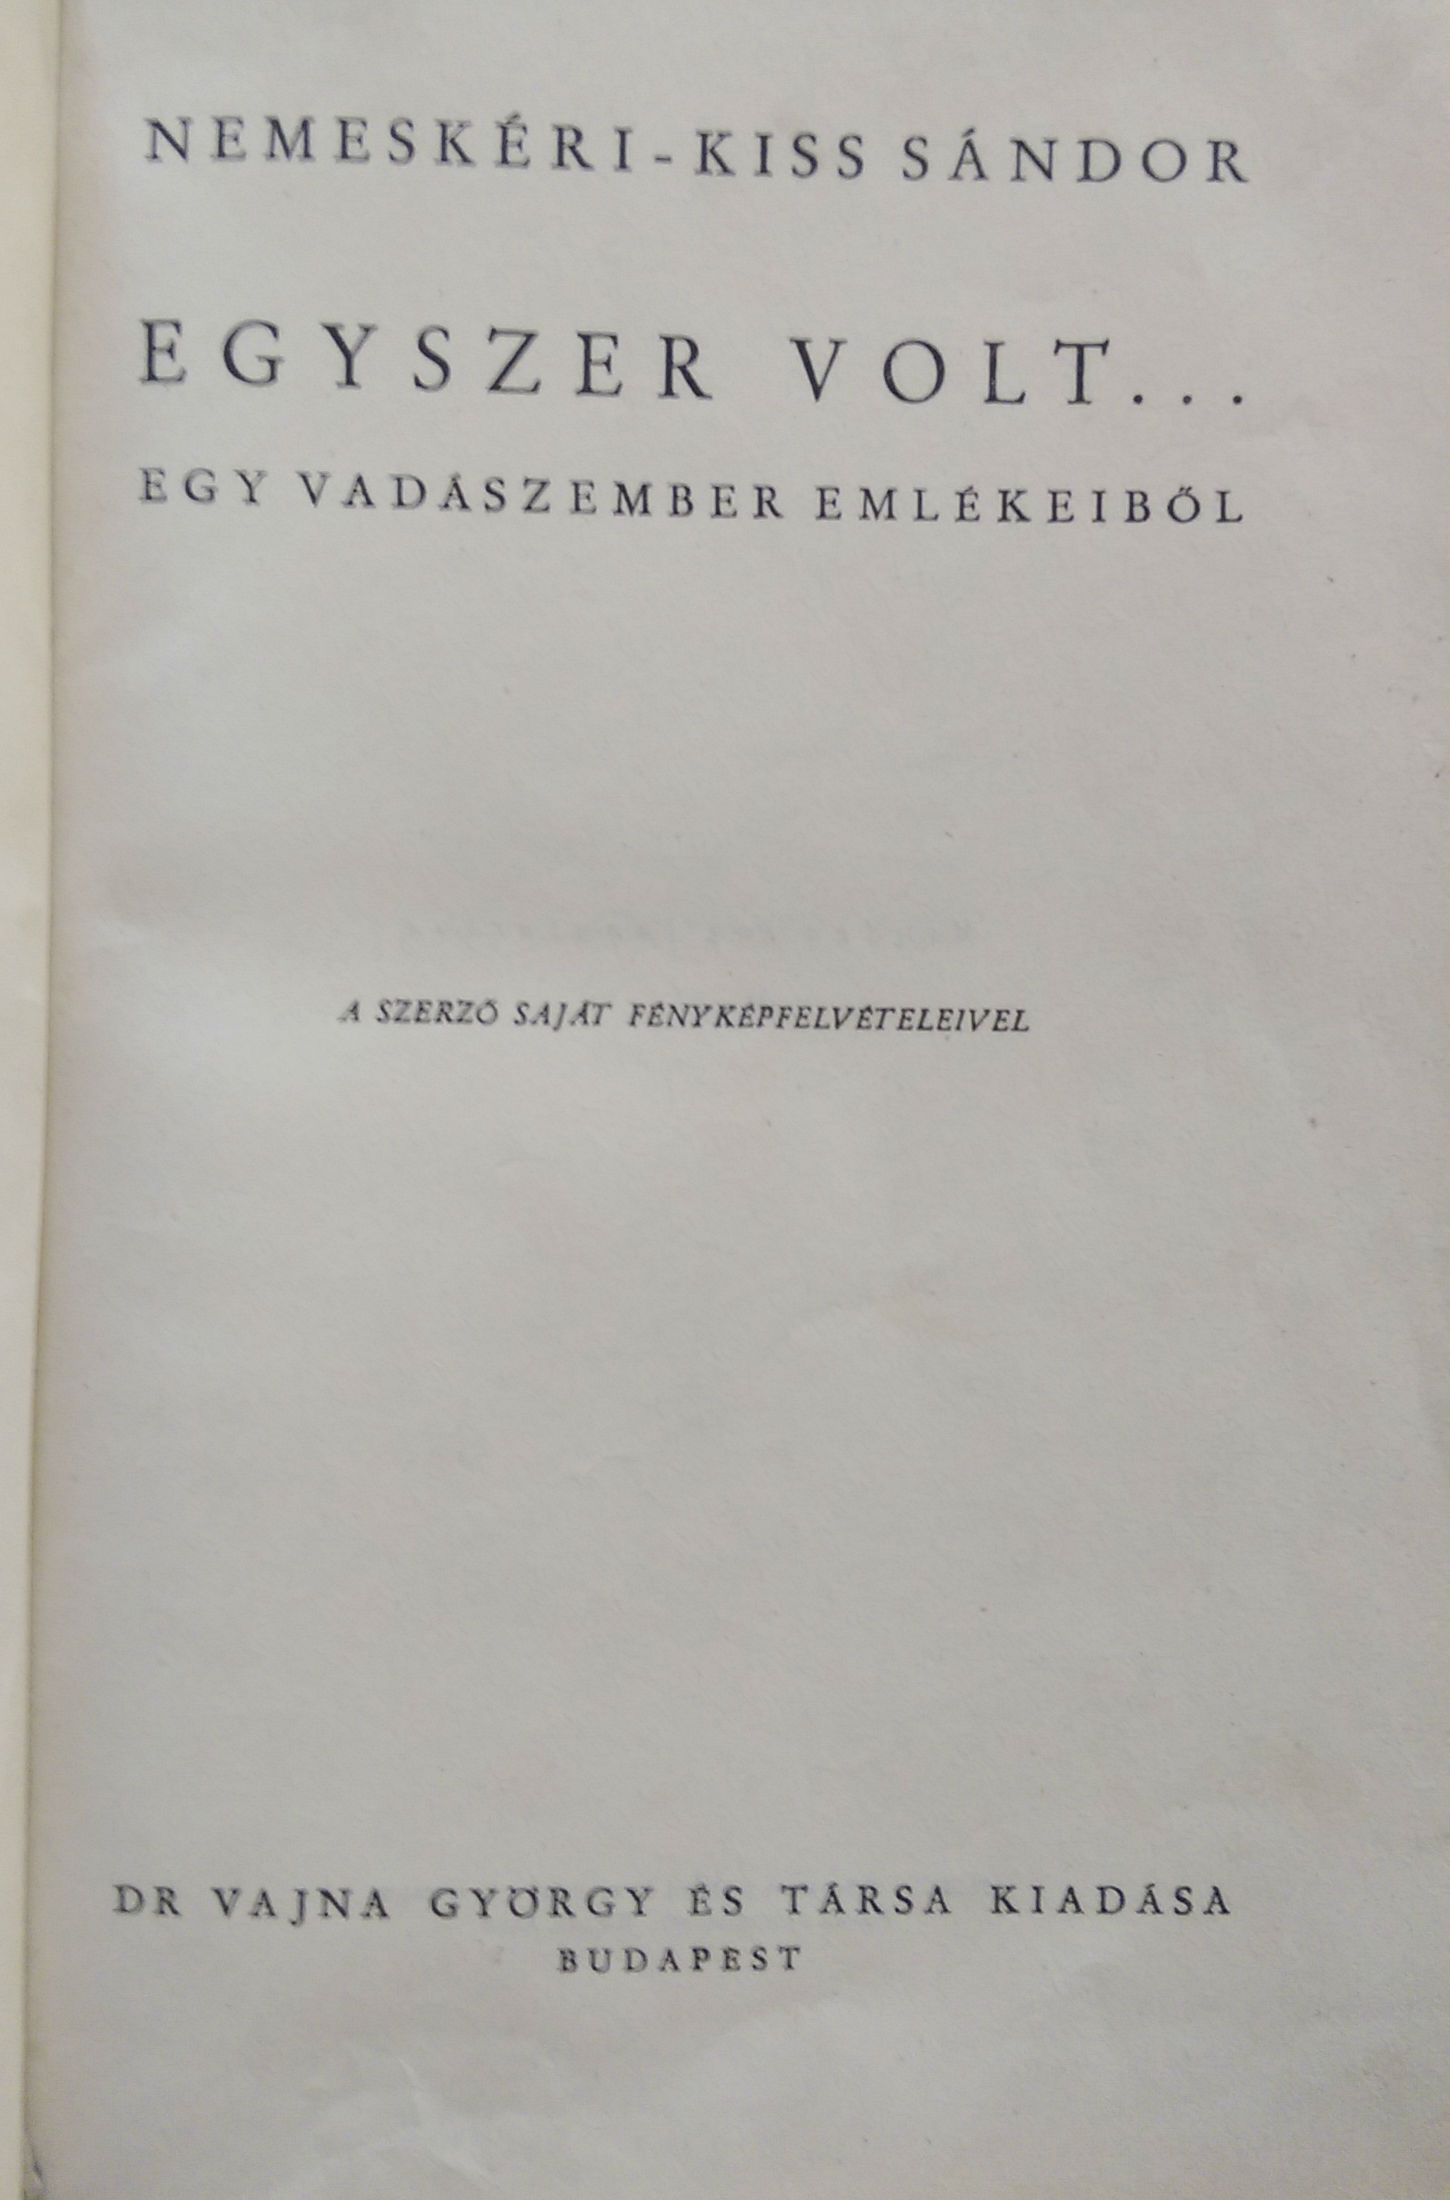 NEMESKÉRI-KISS SÁNDOR
EGYSZER VOLT...
EGY VADÁSZEMBER EMLÉKEIBŐL
A SZERZŐ SAJÁT FÉNYKÉPFELVÉTELEIVEL
DR VAJNA GYÖRGY ÉS TÁRSA KIADÁSA
BUDAPEST